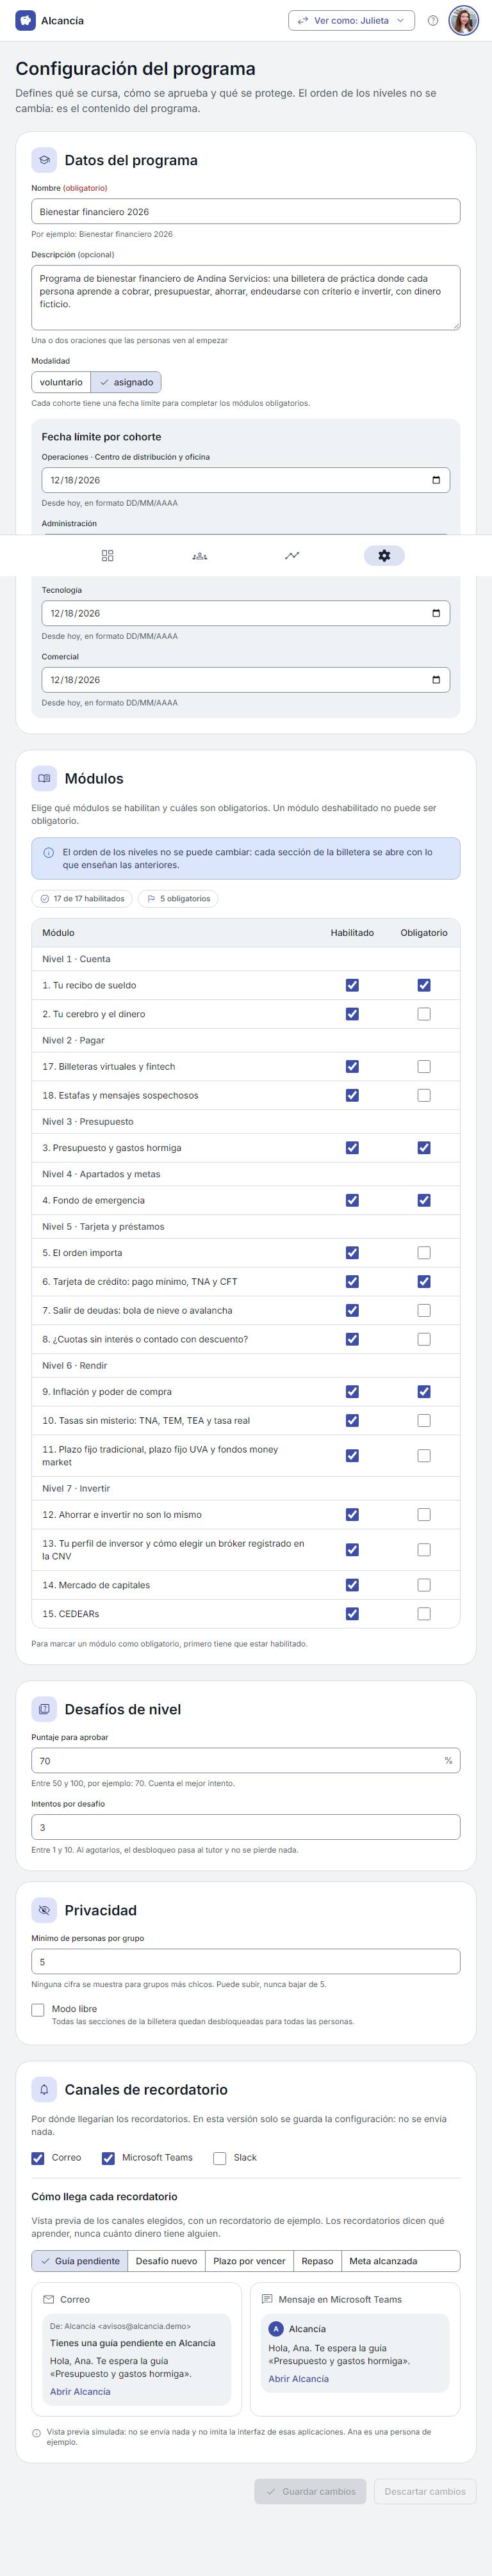 Alcancía
Ver como: Julieta
Configuración del programa
Defines qué se cursa, cómo se aprueba y qué se protege. El orden de los niveles no se
cambia: es el contenido del programa.
Datos del programa
Nombre (obligatorio)
Bienestar financiero 2026
Por ejemplo: Bienestar financiero 2026
Descripción (opcional)
Programa de bienestar financiero de Andina Servicios: una billetera de práctica donde cada
persona aprende a cobrar, presupuestar, ahorrar, endeudarse con criterio e invertir, con dinero
ficticio.
Una o dos oraciones que las personas ven al empezar
Modalidad
voluntario
asignado
Cada cohorte tiene una fecha límite para completar los módulos obligatorios.
Fecha límite por cohorte
Operaciones · Centro de distribución y oficina
12/18/2026
Desde hoy, en formato DD/MM/AAAA
Administración
Tecnología
12/18/2026
Desde hoy, en formato DD/MM/AAAA
Comercial
12/18/2026
Desde hoy, en formato DD/MM/AAAA
Módulos
Elige qué módulos se habilitan y cuáles son obligatorios. Un módulo deshabilitado no puede ser
obligatorio.
El orden de los niveles no se puede cambiar: cada sección de la billetera se abre con lo
que enseñan las anteriores.
17 de 17 habilitados
5 obligatorios
Módulo Habilitado Obligatorio
Nivel 1 · Cuenta
1. Tu recibo de sueldo
2. Tu cerebro y el dinero
Nivel 2 · Pagar
17. Billeteras virtuales y fintech
18. Estafas y mensajes sospechosos
Nivel 3 · Presupuesto
3. Presupuesto y gastos hormiga
Nivel 4 · Apartados y metas
4. Fondo de emergencia
Nivel 5 · Tarjeta y préstamos
5. El orden importa
6. Tarjeta de crédito: pago mínimo, TNA y CFT
7. Salir de deudas: bola de nieve o avalancha
8. ¿Cuotas sin interés o contado con descuento?
Nivel 6 · Rendir
9. Inflación y poder de compra
10. Tasas sin misterio: TNA, TEM, TEA y tasa real
11. Plazo fijo tradicional, plazo fijo UVA y fondos money
market
Nivel 7 · Invertir
12. Ahorrar e invertir no son lo mismo
13. Tu perfil de inversor y cómo elegir un bróker registrado en
la CNV
14. Mercado de capitales
15. CEDEARs
Para marcar un módulo como obligatorio, primero tiene que estar habilitado.
Desafíos de nivel
Puntaje para aprobar
70 %
Entre 50 y 100, por ejemplo: 70. Cuenta el mejor intento.
Intentos por desafío
3
Entre 1 y 10. Al agotarlos, el desbloqueo pasa al tutor y no se pierde nada.
Privacidad
Mínimo de personas por grupo
5
Ninguna cifra se muestra para grupos más chicos. Puede subir, nunca bajar de 5.
Modo libre
Todas las secciones de la billetera quedan desbloqueadas para todas las personas.
Canales de recordatorio
Por dónde llegarían los recordatorios. En esta versión solo se guarda la configuración: no se envía
nada.
Correo
Microsoft Teams
Slack
Cómo llega cada recordatorio
Vista previa de los canales elegidos, con un recordatorio de ejemplo. Los recordatorios dicen qué
aprender, nunca cuánto dinero tiene alguien.
Guía pendiente
Desafío nuevo
Plazo por vencer
Repaso
Meta alcanzada
Correo
De: Alcancía <avisos@alcancia.demo>
Tienes una guía pendiente en Alcancía
Hola, Ana. Te espera la guía
«Presupuesto y gastos hormiga».
Abrir Alcancía
Mensaje en Microsoft Teams
A Alcancía
Hola, Ana. Te espera la guía
«Presupuesto y gastos hormiga».
Abrir Alcancía
Vista previa simulada: no se envía nada y no imita la interfaz de esas aplicaciones. Ana es una persona de
ejemplo.
Guardar cambios
Descartar cambios